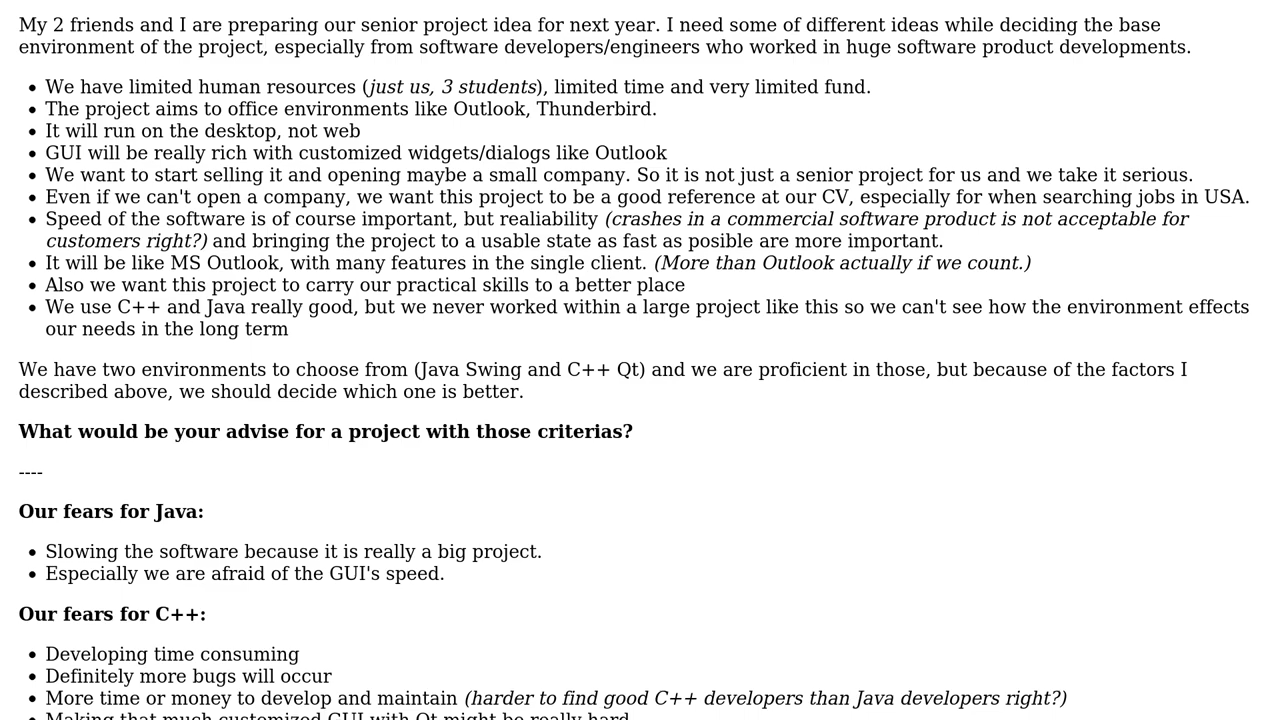 My 2 friends and I are preparing our senior project idea for next year. I need some of different ideas while deciding the base
environment of the project, especially from software developers/engineers who worked in huge software product developments.
• We have limited human resources (just us, 3 students), limited time and very limited fund.
• The project aims to office environments like Outlook, Thunderbird.
• It will run on the desktop, not web
• GUI will be really rich with customized widgets/dialogs like Outlook
• We want to start selling it and opening maybe a small company. So it is not just a senior project for us and we take it serious.
• Even if we can't open a company, we want this project to be a good reference at our CV, especially for when searching jobs in USA.
• Speed of the software is of course important, but realiability (crashes in a commercial software product is not acceptable for
customers right?) and bringing the project to a usable state as fast as posible are more important.
• It will be like MS Outlook, with many features in the single client. (More than Outlook actually if we count.)
• Also we want this project to carry our practical skills to a better place
• We use C++ and Java really good, but we never worked within a large project like this so we can't see how the environment effects
our needs in the long term
We have two environments to choose from (Java Swing and C++ Qt) and we are proficient in those, but because of the factors I
described above, we should decide which one is better.
What would be your advise for a project with those criterias?
----
Our fears for Java:
• Slowing the software because it is really a big project.
• Especially we are afraid of the GUI's speed.
Our fears for C++:
• Developing time consuming
• Definitely more bugs will occur
• More time or money to develop and maintain (harder to find good C++ developers than Java developers right?)
• Making that much customized GUI with Qt might be really hard